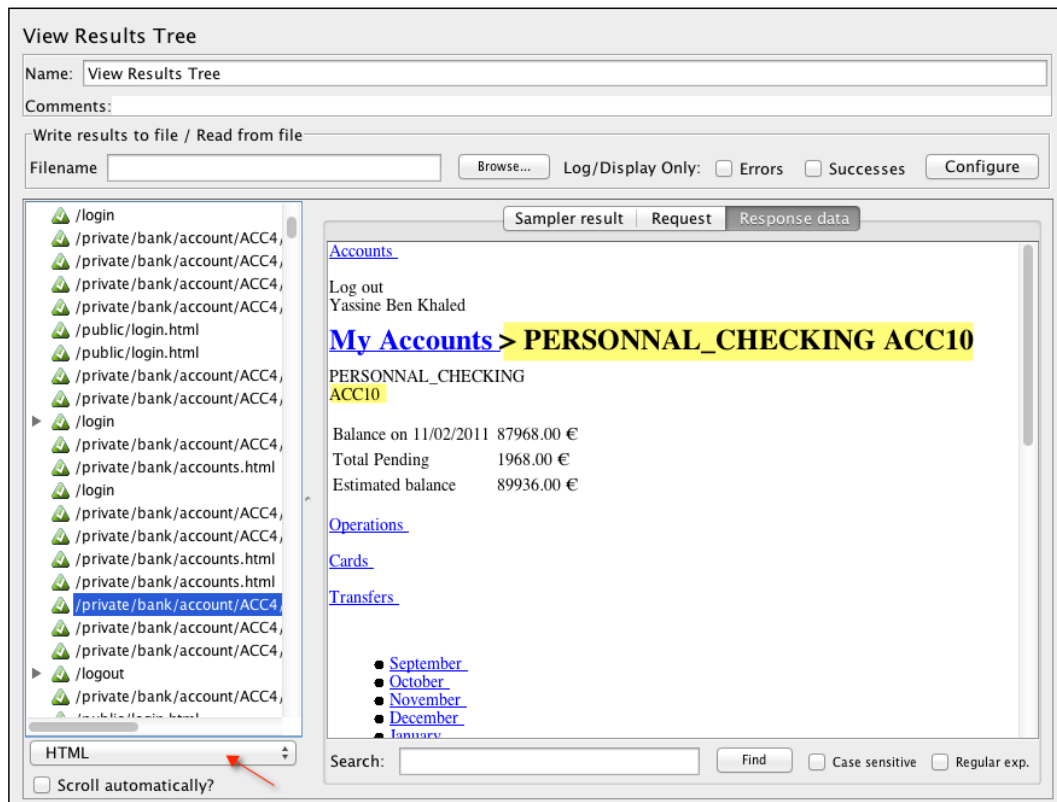 View Results Tree
Name: View Results Tree
Comments:
Write results to file / Read from file
Filename Browse... Log/Display Only: Errors Successes Configure
/login
/private/bank/account/ACC4/
/private/bank/account/ACC4/
/private/bank/account/ACC4/
/private/bank/account/ACC4/
/public/login.html
/public/login.html
/private/bank/account/ACC4/
/private/bank/account/ACC4/
/login
/private/bank/account/ACC4/
/private/bank/accounts.html
/login
/private/bank/account/ACC4/
/private/bank/account/ACC4/
/private/bank/accounts.html
/private/bank/accounts.html
/private/bank/account/ACC4/
/private/bank/account/ACC4/
/private/bank/account/ACC4/
/logout
/private/bank/account/ACC4/
/public/login.html
HTML
Scroll automatically?
Sampler result Request Response data
Accounts
Log out
Yassine Ben Khaled
My Accounts > PERSONNAL_CHECKING ACC10
PERSONNAL_CHECKING
ACC10
Balance on 11/02/2011 87968.00 €
Total Pending 1968.00 €
Estimated balance 89936.00 €
Operations
Cards
Transfers
September
October
November
December
January
Search: Find Case sensitive Regular exp.